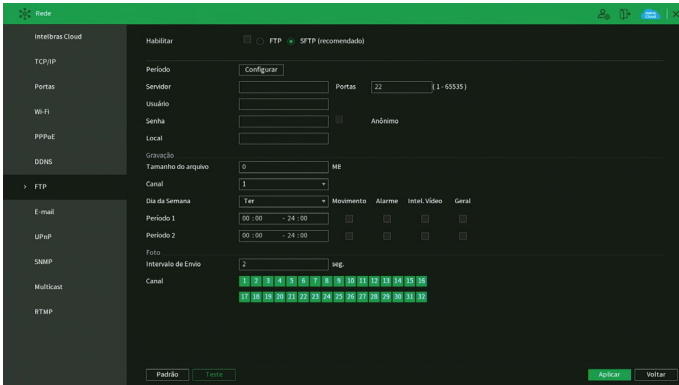 Rede
Intelbras Cloud
TCP/IP
Portas
Wi-Fi
PPPoE
DDNS
FTP
E-mail
UPnP
SNMP
Multicast
RTMP
Habilitar FTP SFTP (recomendado)
Período Configurar
Servidor Portas 22 (1 - 65535)
Usuário
Senha Anônimo
Local
Gravação
Tamanho do arquivo 0 ME
Canal 1
Dia da Semana Ter Movimento Alarme Intel. Vídeo Geral
Período 1 00 : 00 - 24 : 00
Período 2 00 : 00 - 24 : 00
Foto
Intervalo de Envio 2 seg.
Canal 1 2 3 4 5 6 7 8 9 10 11 12 13 14 15 16
17 18 19 20 21 22 23 24 25 26 27 28 29 30 31 32
Padrão Teste Aplicar Voltar